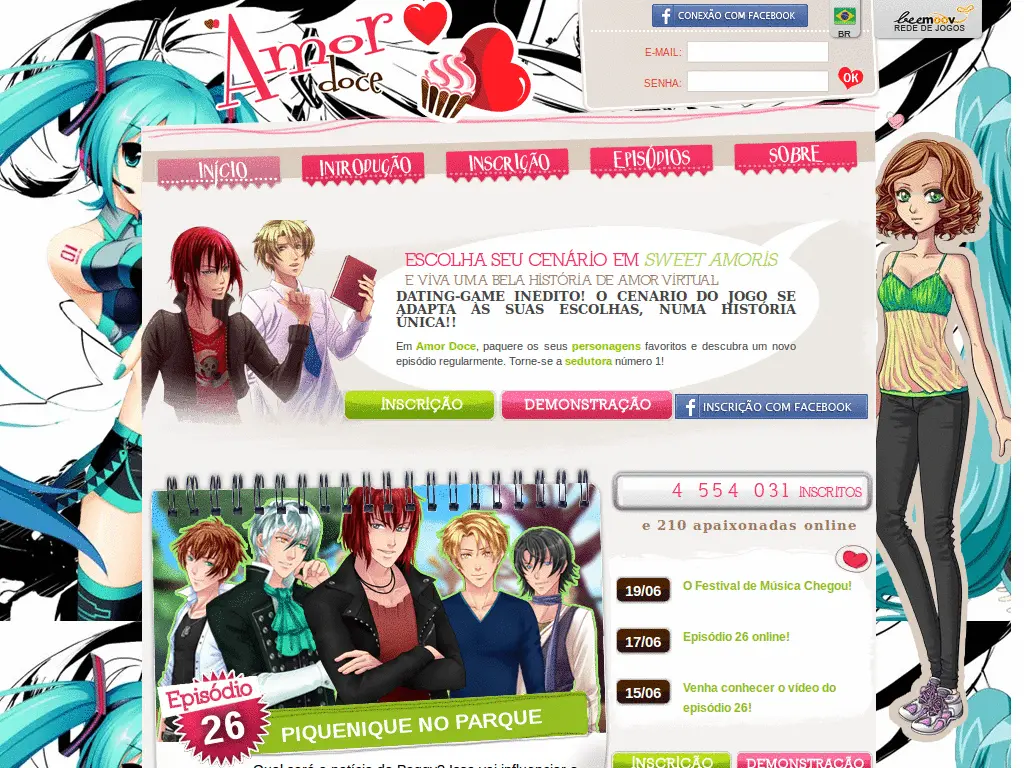 Amor
doce
CONEXÃO COM FACEBOOK
BR
beemoov
REDE DE JOGOS
E-MAIL:
SENHA:
OK
INÍCIO
INTRODUÇÃO
INSCRIÇÃO
EPISÓDIOS
SOBRE
01
ESCOLHA SEU CENÁRIO EM SWEET AMORIS
E VIVA UMA BELA HISTÓRIA DE AMOR VIRTUAL
DATING-GAME INEDITO! O CENARIO DO JOGO SE
ADAPTA AS SUAS ESCOLHAS, NUMA HISTÓRIA
ÚNICA!!
Em Amor Doce, paquere os seus personagens favoritos e descubra um novo
episódio regularmente. Torne-se a sedutora número 1!
INSCRIÇÃO
DEMONSTRAÇÃO
INSCRIÇÃO COM FACEBOOK
4 554 031 INSCRITOS
e 210 apaixonadas online
19/06
O Festival de Música Chegou!
17/06
Episódio 26 online!
15/06
Venha conhecer o vídeo do
episódio 26!
Episódio
26
PIQUENIQUE NO PARQUE
Qual será a notícia da Peggy? Isso vai influenciar o
INSCRIÇÃO
DEMONSTRAÇÃO